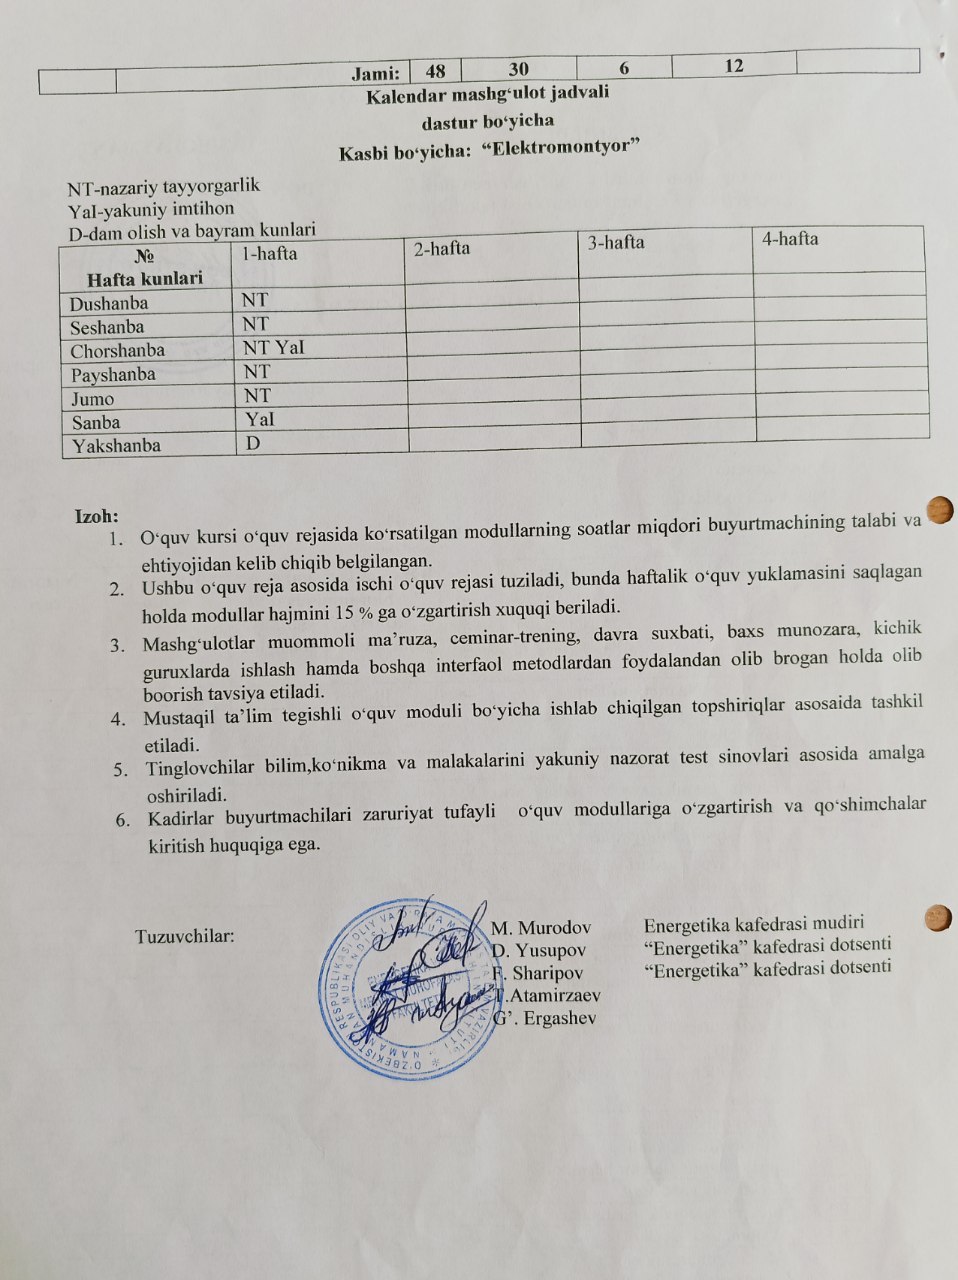 Jami: 48 30 6 12
Kalendar mashg‘ulot jadvali
dastur bo‘yicha
Kasbi bo‘yicha: “Elektromontyor”
NT-nazariy tayyorgarlik
YaI-yakuniy imtihon
D-dam olish va bayram kunlari
№ 1-hafta 2-hafta 3-hafta 4-hafta
Hafta kunlari
Dushanba NT
Seshanba NT
Chorshanba NT YaI
Payshanba NT
Jumo NT
Sanba YaI
Yakshanba D
Izoh:
1. O‘quv kursi o‘quv rejasida ko‘rsatilgan modullarning soatlar miqdori buyurtmachining talabi va
ehtiyojidan kelib chiqib belgilangan.
2. Ushbu o‘quv reja asosida ischi o‘quv rejasi tuziladi, bunda haftalik o‘quv yuklamasini saqlagan
holda modullar hajmini 15 % ga o‘zgartirish xuquqi beriladi.
3. Mashg‘ulotlar muommoli ma’ruza, ceminar-trening, davra suxbati, baxs munozara, kichik
guruxlarda ishlash hamda boshqa interfaol metodlardan foydalandan olib brogan holda olib
boorish tavsiya etiladi.
4. Mustaqil ta’lim tegishli o‘quv moduli bo‘yicha ishlab chiqilgan topshiriqlar asosaida tashkil
etiladi.
5. Tinglovchilar bilim,ko‘nikma va malakalarini yakuniy nazorat test sinovlari asosida amalga
oshiriladi.
6. Kadirlar buyurtmachilari zaruriyat tufayli o‘quv modullariga o‘zgartirish va qo‘shimchalar
kiritish huquqiga ega.
Tuzuvchilar: M. Murodov Energetika kafedrasi mudiri
D. Yusupov “Energetika” kafedrasi dotsenti
F. Sharipov “Energetika” kafedrasi dotsenti
T.Atamirzaev
G’. Ergashev